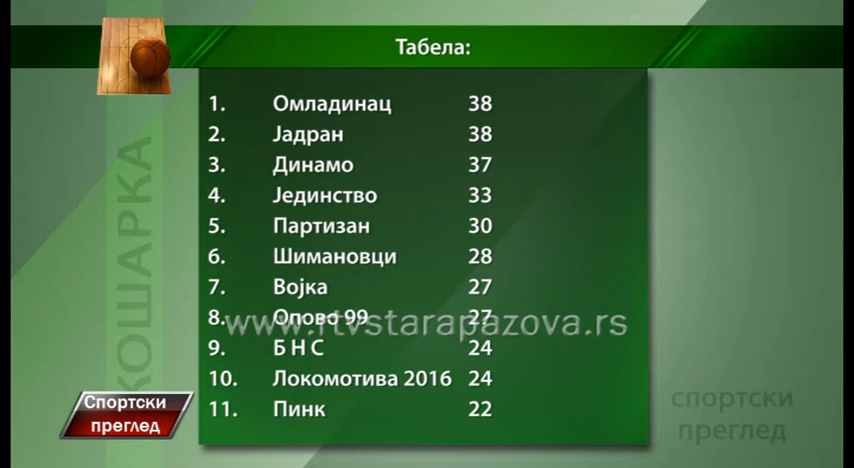 Табела:
1. Омладинац 38
2. Јадран 38
3. Динамо 37
4. Јединство 33
5. Партизан 30
6. Шимановци 28
7. Војка 27
8. Опово 99 27
www.rtvstarapazova.rs
9. Б Н С 24
10. Локомотива 2016 24
11. Пинк 22
КОШАРКА
Спортски
преглед
спортски
преглед